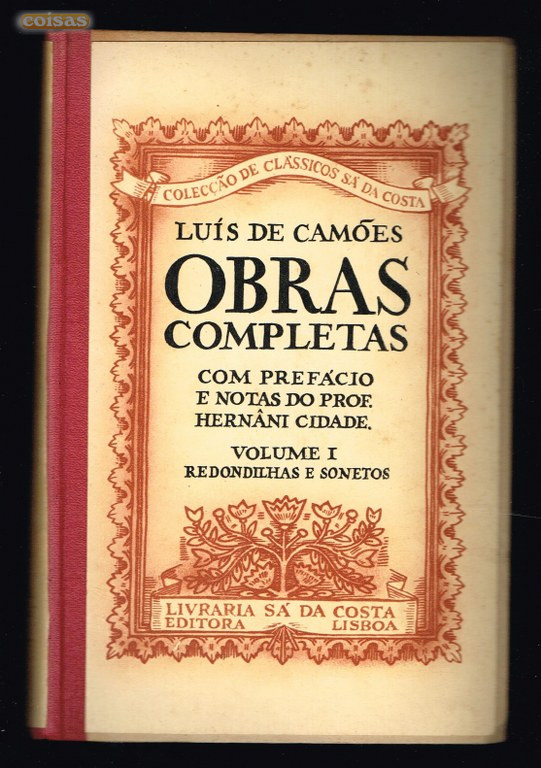 coisas
COLECÇÃO DE CLÁSSICOS SÁ DA COSTA
LUÍS DE CAMÕES
OBRAS
COMPLETAS
COM PREFÁCIO
E NOTAS DO PROF.
HERNÂNI CIDADE.
VOLUME I
REDONDILHAS E SONETOS
LIVRARIA SÁ DA COSTA
EDITORA LISBOA